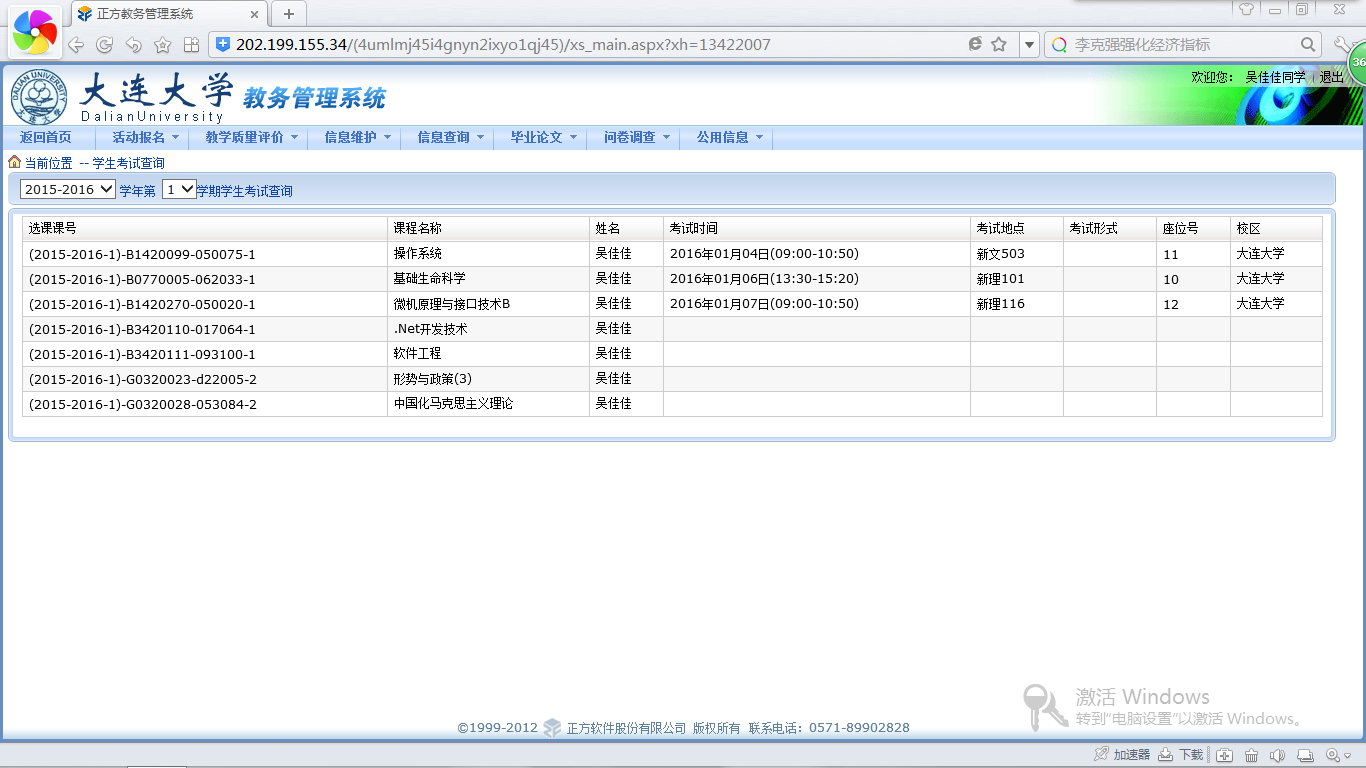 正方教务管理系统
202.199.155.34/(4umlmj45i4gnyn2ixyo1qj45)/xs_main.aspx?xh=13422007
李克强强化经济指标
36
DALIAN UNIVERSITY
大连大学 教务管理系统
DalianUniversity
欢迎您： 吴佳佳同学 退出
返回首页 活动报名 教学质量评价 信息维护 信息查询 毕业论文 问卷调查 公用信息
当前位置 -- 学生考试查询
2015-2016 学年第 1 学期学生考试查询
选课课号 课程名称 姓名 考试时间 考试地点 考试形式 座位号 校区
(2015-2016-1)-B1420099-050075-1 操作系统 吴佳佳 2016年01月04日(09:00-10:50) 新文503 11 大连大学
(2015-2016-1)-B0770005-062033-1 基础生命科学 吴佳佳 2016年01月06日(13:30-15:20) 新理101 10 大连大学
(2015-2016-1)-B1420270-050020-1 微机原理与接口技术B 吴佳佳 2016年01月07日(09:00-10:50) 新理116 12 大连大学
(2015-2016-1)-B3420110-017064-1 .Net开发技术 吴佳佳
(2015-2016-1)-B3420111-093100-1 软件工程 吴佳佳
(2015-2016-1)-G0320023-d22005-2 形势与政策(3) 吴佳佳
(2015-2016-1)-G0320028-053084-2 中国化马克思主义理论 吴佳佳
激活 Windows
转到"电脑设置"以激活 Windows。
©1999-2012 正方软件股份有限公司 版权所有 联系电话：0571-89902828
加速器 下载